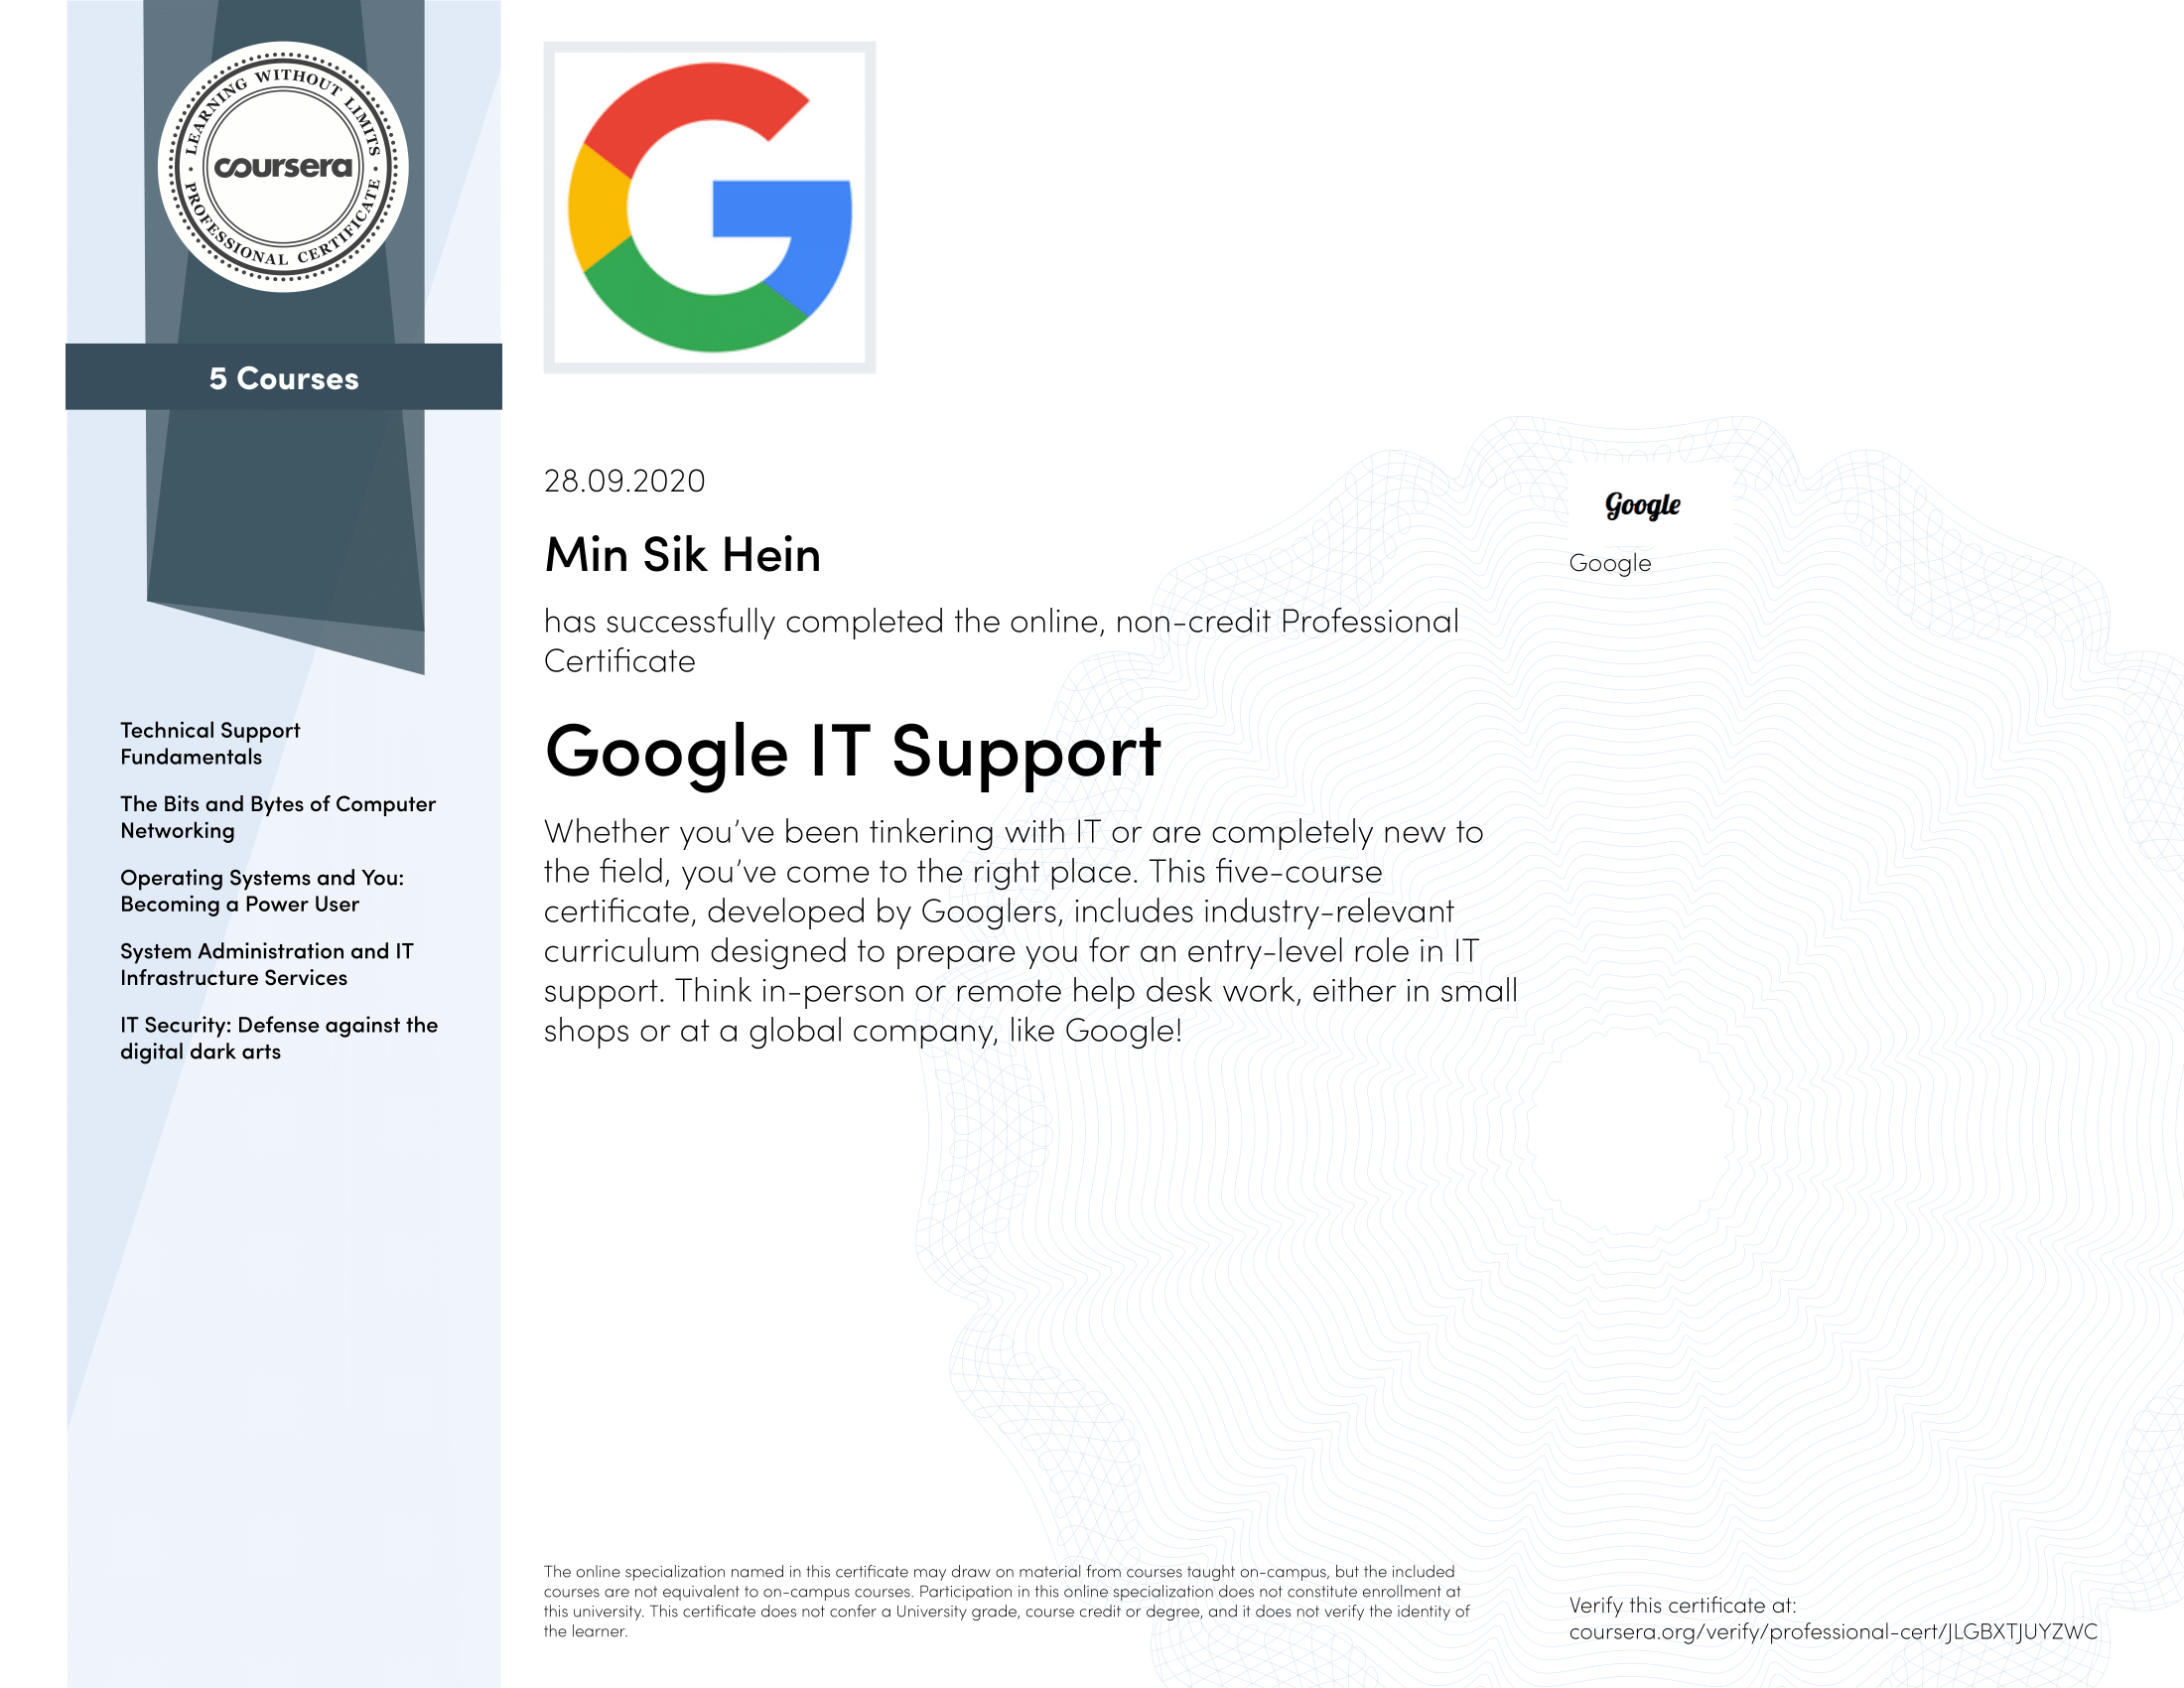 LEARNING WITHOUT LIMITS
coursera
PROFESSIONAL CERTIFICATE
5 Courses
Technical Support
Fundamentals
The Bits and Bytes of Computer
Networking
Operating Systems and You:
Becoming a Power User
System Administration and IT
Infrastructure Services
IT Security: Defense against the
digital dark arts
28.09.2020
Min Sik Hein
has successfully completed the online, non-credit Professional
Certificate
Google IT Support
Whether you’ve been tinkering with IT or are completely new to
the field, you’ve come to the right place. This five-course
certificate, developed by Googlers, includes industry-relevant
curriculum designed to prepare you for an entry-level role in IT
support. Think in-person or remote help desk work, either in small
shops or at a global company, like Google!
Google
Google
The online specialization named in this certificate may draw on material from courses taught on-campus, but the included
courses are not equivalent to on-campus courses. Participation in this online specialization does not constitute enrollment at
this university. This certificate does not confer a University grade, course credit or degree, and it does not verify the identity of
the learner.
Verify this certificate at:
coursera.org/verify/professional-cert/JLGBXTJUYZWC